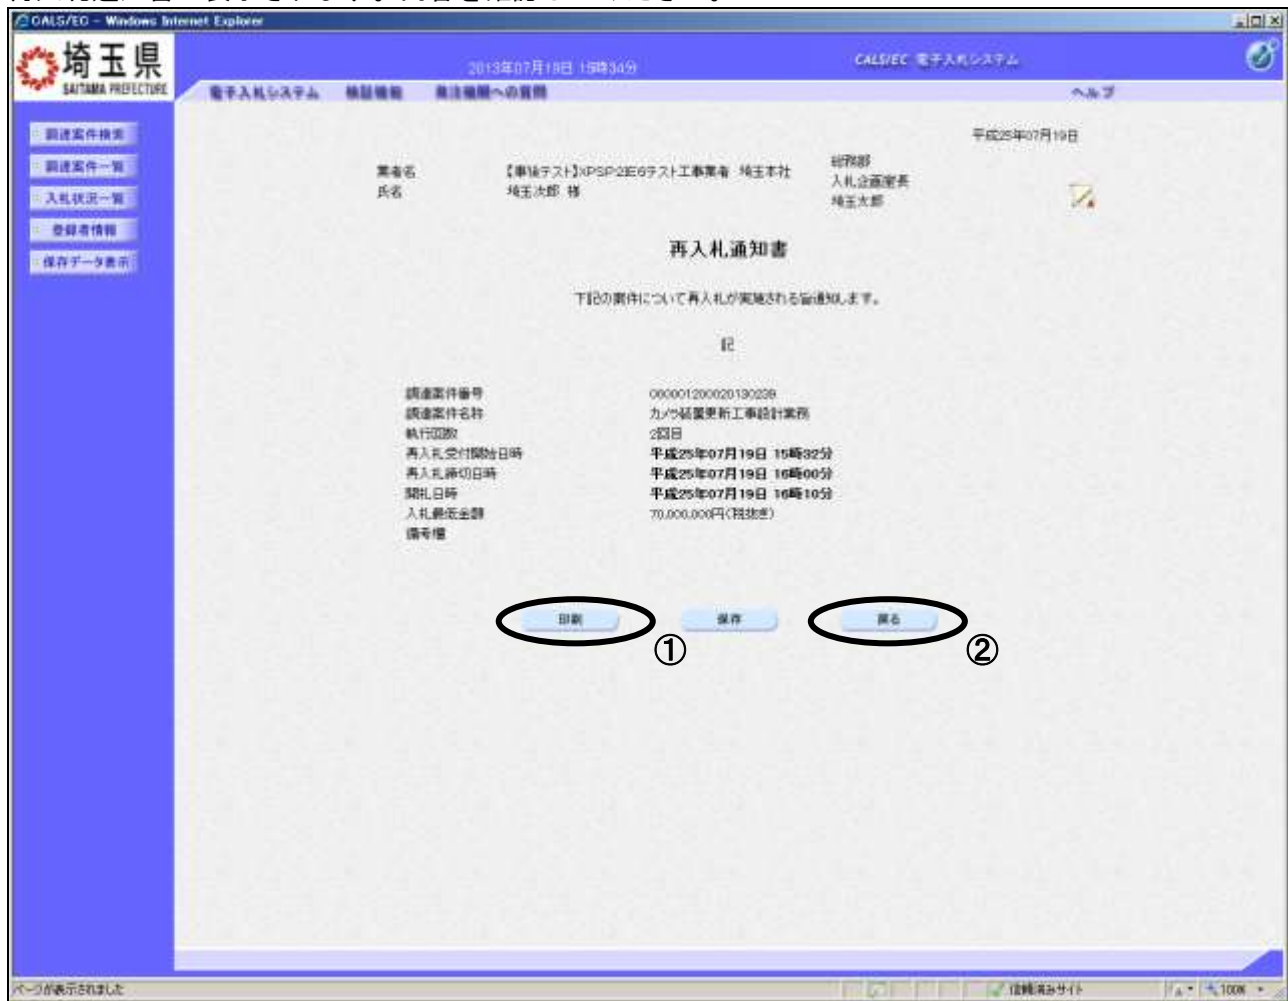 CALS/EC - Windows Internet Explorer
埼玉県
SAITAMA PREFECTURE
2013年07月19日 15時34分
CALS/EC 電子入札システム
電子入札システム 検証機能 発注機関への質問 ヘルプ
調達案件検索
調達案件一覧
入札状況一覧
登録者情報
保存データ表示
平成25年07月19日
業者名 【事後テスト】XPSP2IE6テスト工事業者 埼玉本社
氏名 埼玉次郎 様
総務部
入札企画室長
埼玉太郎
再入札通知書
下記の案件について再入札が実施される旨通知します。
記
調達案件番号 000001200020130239
調達案件名称 カメラ装置更新工事設計業務
執行回数 2回目
再入札受付開始日時 平成25年07月19日 15時32分
再入札締切日時 平成25年07月19日 16時00分
開札日時 平成25年07月19日 16時10分
入札最低金額 70,000,000円(税抜き)
備考欄
印刷 保存 戻る
① ②
ページが表示されました 信頼済みサイト 100%